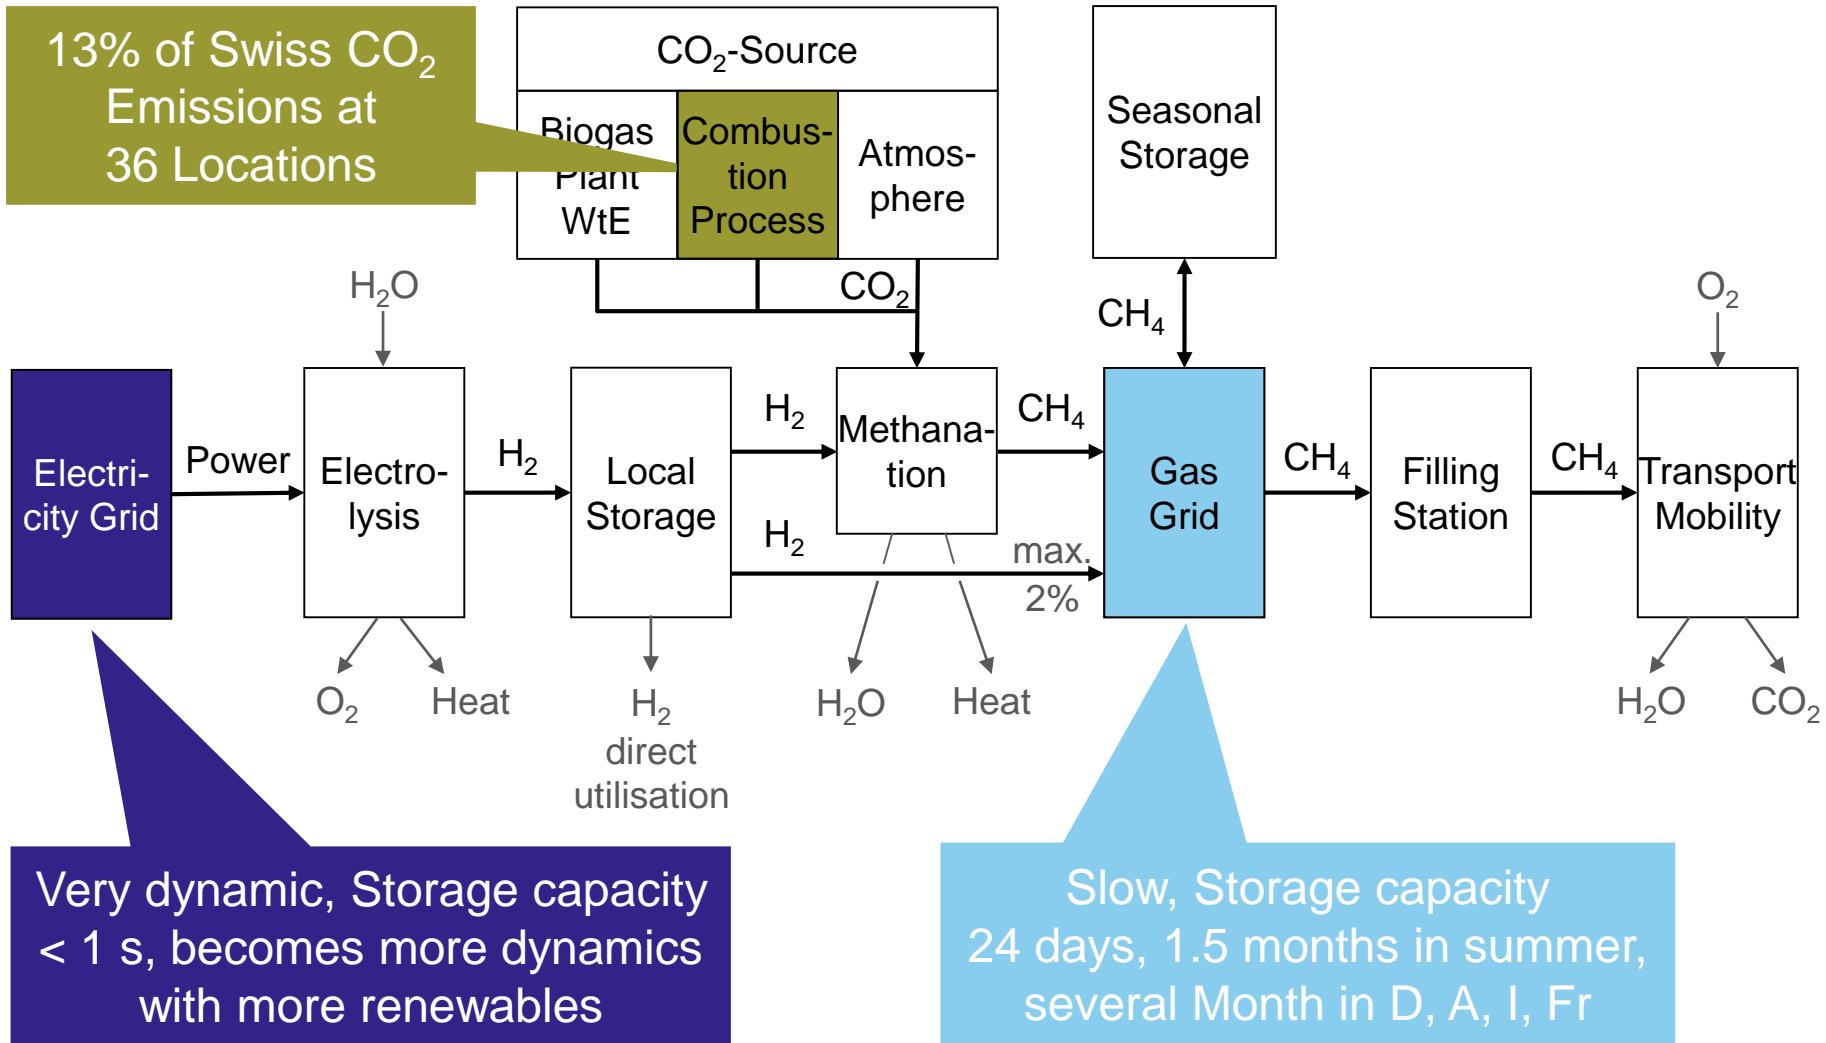 13% of Swiss CO₂
Emissions at
36 Locations
CO₂-Source
Biogas
Plant
WtE
Combus-
tion
Process
Atmos-
phere
Seasonal
Storage
H₂O
CO₂
CH₄
O₂
Electri-
city Grid
Power
Electro-
lysis
H₂
Local
Storage
H₂
H₂
Methana-
tion
CH₄
max.
2%
Gas
Grid
CH₄
Filling
Station
CH₄
Transport
Mobility
O₂
Heat
H₂
direct
utilisation
H₂O
Heat
H₂O
CO₂
Very dynamic, Storage capacity
< 1 s, becomes more dynamics
with more renewables
Slow, Storage capacity
24 days, 1.5 months in summer,
several Month in D, A, I, Fr